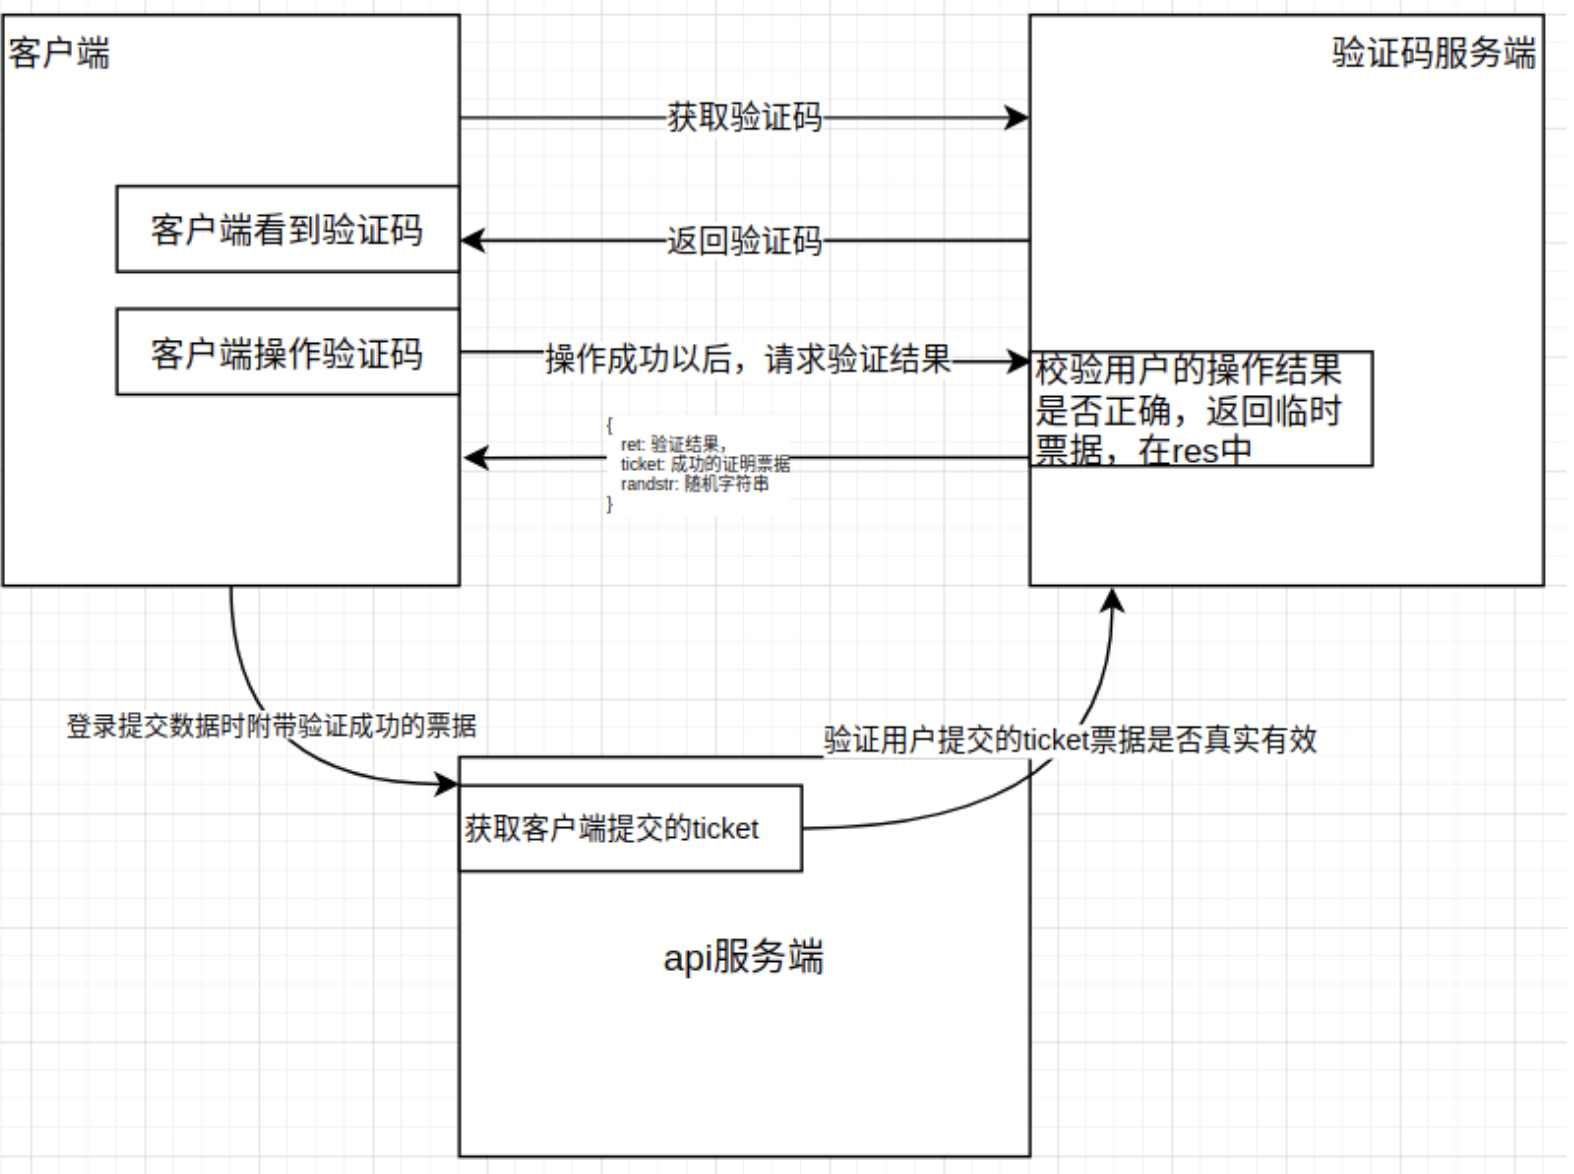 客户端
验证码服务端
获取验证码
客户端看到验证码
返回验证码
客户端操作验证码
操作成功以后，请求验证结果
校验用户的操作结果
是否正确，返回临时
票据，在res中
{
ret: 验证结果，
ticket: 成功的证明票据
randstr: 随机字符串
}
登录提交数据时附带验证成功的票据
验证用户提交的ticket票据是否真实有效
获取客户端提交的ticket
api服务端